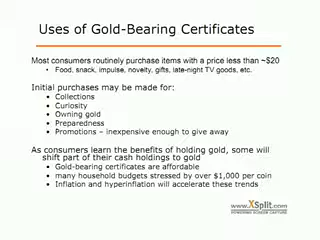 Uses of Gold-Bearing Certificates
Most consumers routinely purchase items with a price less than ~$20
• Food, snack, impulse, novelty, gifts, late-night TV goods, etc.
Initial purchases may be made for:
• Collections
• Curiosity
• Owning gold
• Preparedness
• Promotions – inexpensive enough to give away
As consumers learn the benefits of holding gold, some will
shift part of their cash holdings to gold
• Gold-bearing certificates are affordable
• many household budgets stressed by over $1,000 per coin
• Inflation and hyperinflation will accelerate these trends
www.XSplit.com